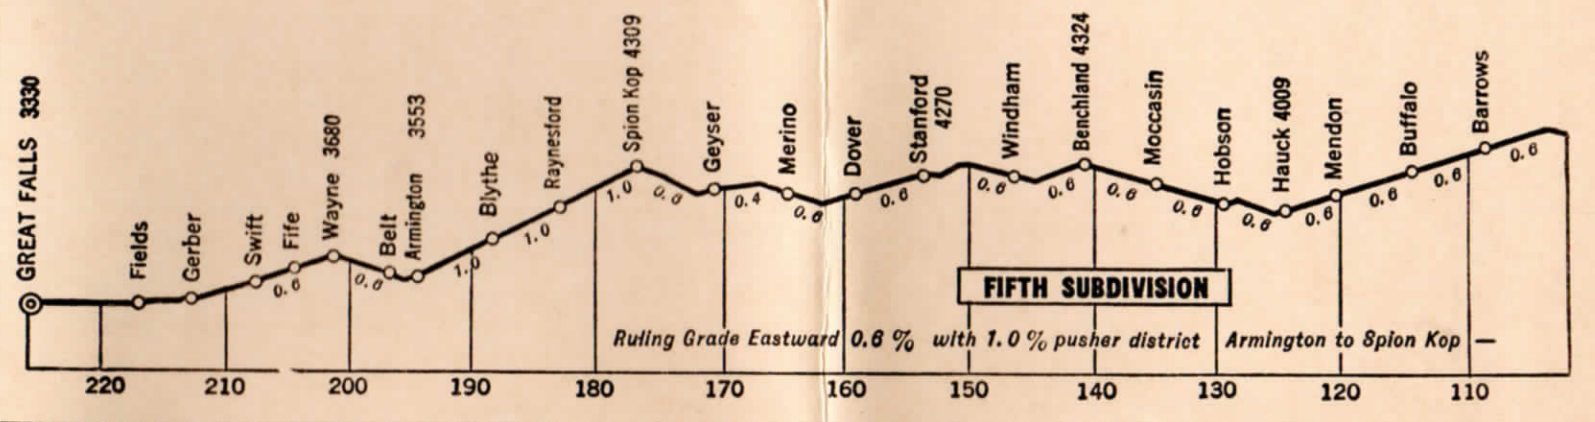 GREAT FALLS 3330
Fields
Gerber
Swift
Fife
Wayne 3680
Belt
Armington 3553
Blythe
Raynesford
Spion Kop 4309
Geyser
Merino
Dover
Stanford
4270
Windham
Benchland 4324
Moccasin
Hobson
Hauck 4009
Mendon
Buffalo
Barrows
0.6
0.6
1.0
1.0
1.0
0.6
0.4
0.6
0.6
0.6
0.6
0.6
0.6
0.6
0.6
0.6
0.6
0.6
FIFTH SUBDIVISION
Ruling Grade Eastward 0.6 % with 1.0 % pusher district Armington to Spion Kop —
220 210 200 190 180 170 160 150 140 130 120 110